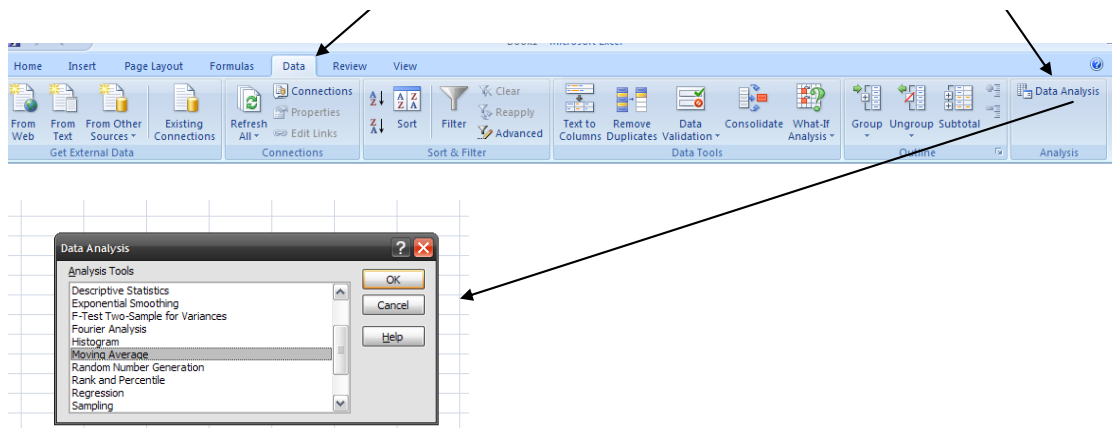 Home Insert Page Layout Formulas Data Review View
Connections Clear Data Analysis
Properties Reapply
From From From Other Existing Refresh Edit Links Sort Filter Advanced Text to Remove Data Consolidate What-If Group Ungroup Subtotal
Web Text Sources Connections All Columns Duplicates Validation Analysis
Get External Data Connections Sort & Filter Data Tools Outline Analysis
Data Analysis
Analysis Tools
OK
Descriptive Statistics
Exponential Smoothing
Cancel
F-Test Two-Sample for Variances
Fourier Analysis
Help
Histogram
Moving Average
Random Number Generation
Rank and Percentile
Regression
Sampling